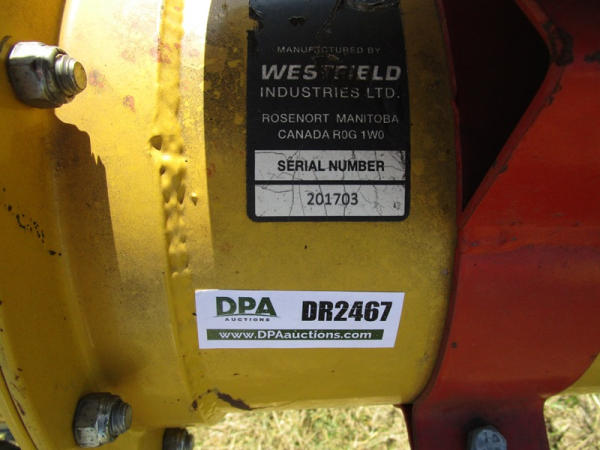 MANUFACTURED BY
WESTFIELD
INDUSTRIES LTD.
ROSENORT MANITOBA
CANADA R0G 1W0
SERIAL NUMBER
201703
DPA
AUCTIONS
DR2467
www.DPAauctions.com